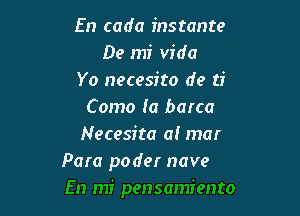 En cada instante
De mi vida
Yo necesito de ti
Como la barca
Necesita al mar
Para poder nave
En mi pensamiento